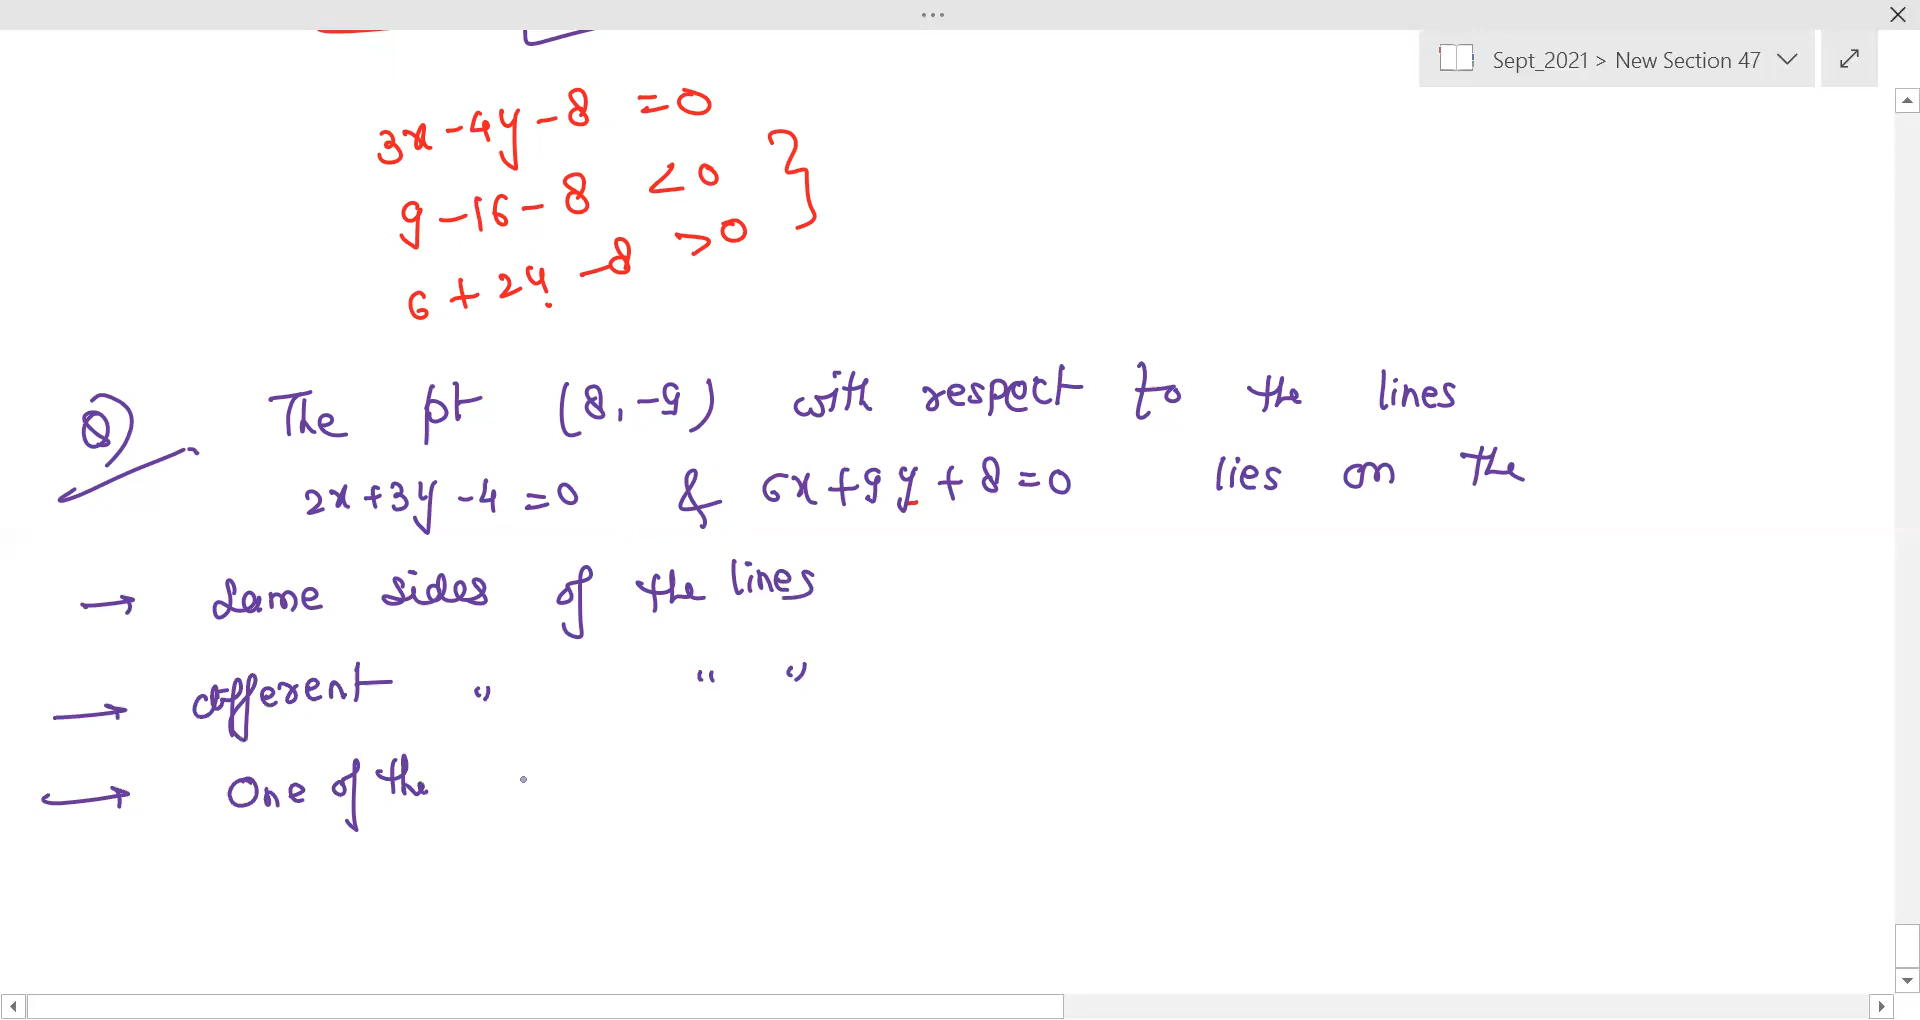 Sept_2021 > New Section 47
3x-4y-8 =0
9-16-8 <0
6+24-8 >0
Q) The pt (8,-9) with respect to the lines
2x+3y-4=0 & 6x+9y+8=0 lies on the
→ Same sides of the lines
→ different " " "
→ One of the